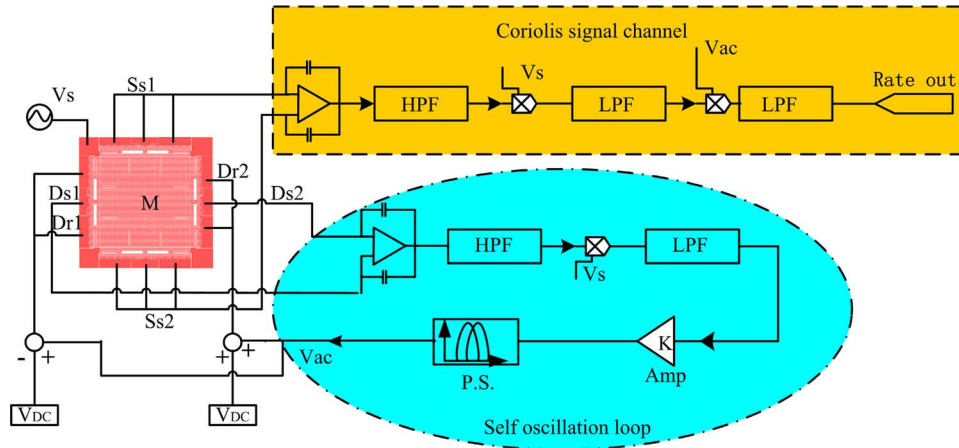 Coriolis signal channel
Vs
Ss1
Vs
Vac
HPF
LPF
LPF
Rate out
M
Ds1
Dr1
Dr2
Ds2
HPF
Vs
LPF
Ss2
- +
+ +
Vac
P.S.
K
Amp
VDC
VDC
Self oscillation loop